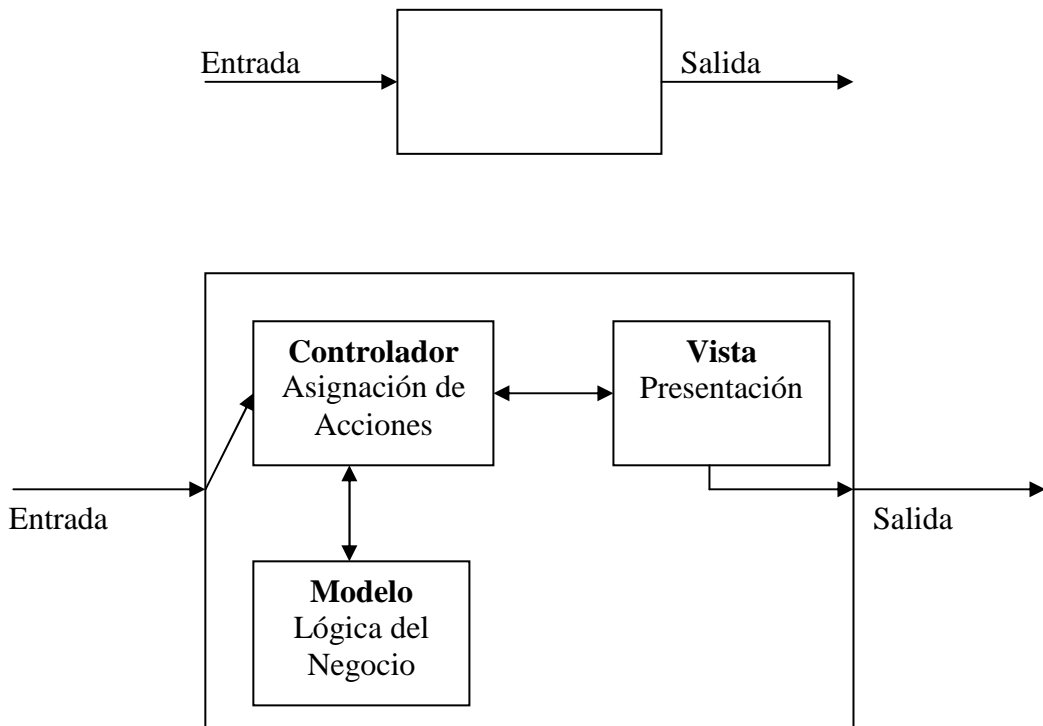 Entrada
Salida
Controlador
Asignación de
Acciones
Vista
Presentación
Entrada
Salida
Modelo
Lógica del
Negocio